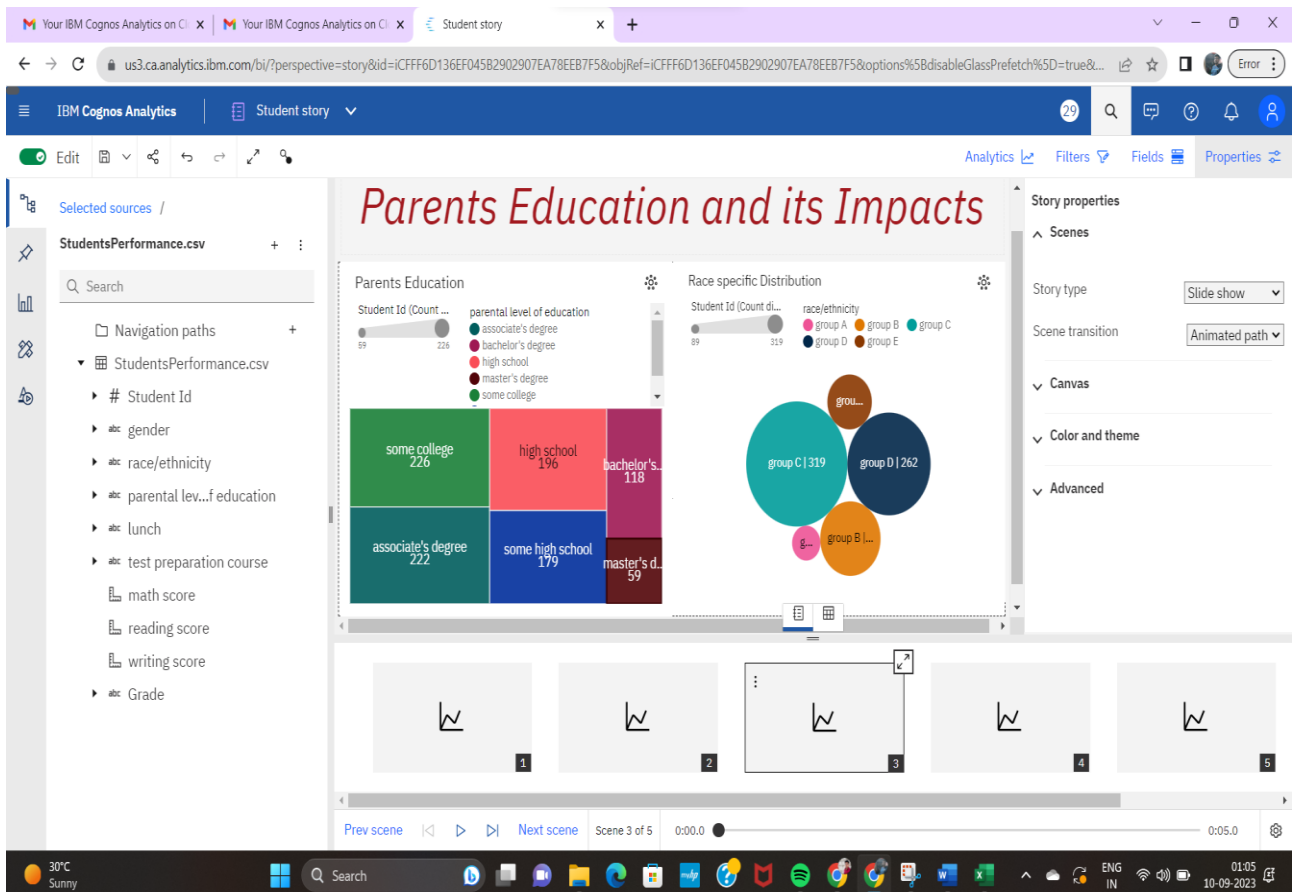 Your IBM Cognos Analytics on Cl
Your IBM Cognos Analytics on Cl
Student story
us3.ca.analytics.ibm.com/bi/?perspective=story&id=iCFFF6D136EF045B2902907EA78EEB7F5&objRef=iCFFF6D136EF045B2902907EA78EEB7F5&options%5BdisableGlassPrefetch%5D=true&...
Error
IBM Cognos Analytics
Student story
29
Edit
Analytics
Filters
Fields
Properties
Selected sources /
StudentsPerformance.csv
Search
Navigation paths
StudentsPerformance.csv
# Student Id
abc gender
abc race/ethnicity
abc parental lev...f education
abc lunch
abc test preparation course
math score
reading score
writing score
abc Grade
Parents Education and its Impacts
Parents Education
Student Id (Count ...
59 226
parental level of education
associate's degree
bachelor's degree
high school
master's degree
some college
some college
226
high school
196
bachelor's..
118
associate's degree
222
some high school
179
master's d..
59
Race specific Distribution
Student Id (Count di...
89 319
race/ethnicity
group A group B group C
group D group E
grou...
group C | 319
group D | 262
g...
group B |...
Story properties
Scenes
Story type
Slide show
Scene transition
Animated path
Canvas
Color and theme
Advanced
1
2
3
4
5
Prev scene
Next scene
Scene 3 of 5
0:00.0
0:05.0
30°C
Sunny
Search
ENG
IN
01:05
10-09-2023